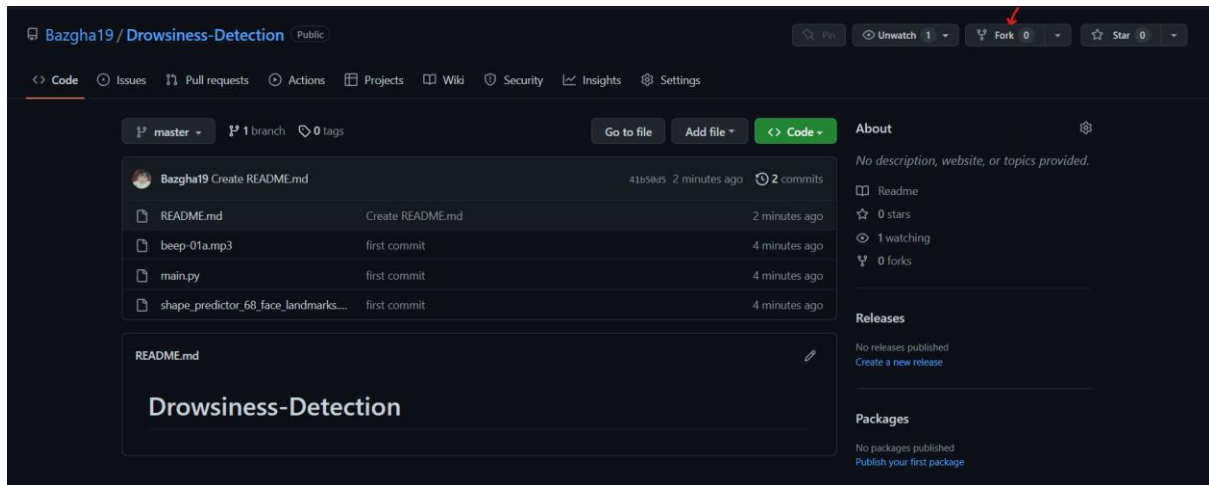 Bazgha19 / Drowsiness-Detection Public
Pin Unwatch 1 Fork 0 Star 0
<> Code Issues Pull requests Actions Projects Wiki Security Insights Settings
master 1 branch 0 tags Go to file Add file Code
Bazgha19 Create README.md 41b50d5 2 minutes ago 2 commits
README.md Create README.md 2 minutes ago
beep-01a.mp3 first commit 4 minutes ago
main.py first commit 4 minutes ago
shape_predictor_68_face_landmarks.... first commit 4 minutes ago
README.md
Drowsiness-Detection
About
No description, website, or topics provided.
Readme
0 stars
1 watching
0 forks
Releases
No releases published
Create a new release
Packages
No packages published
Publish your first package